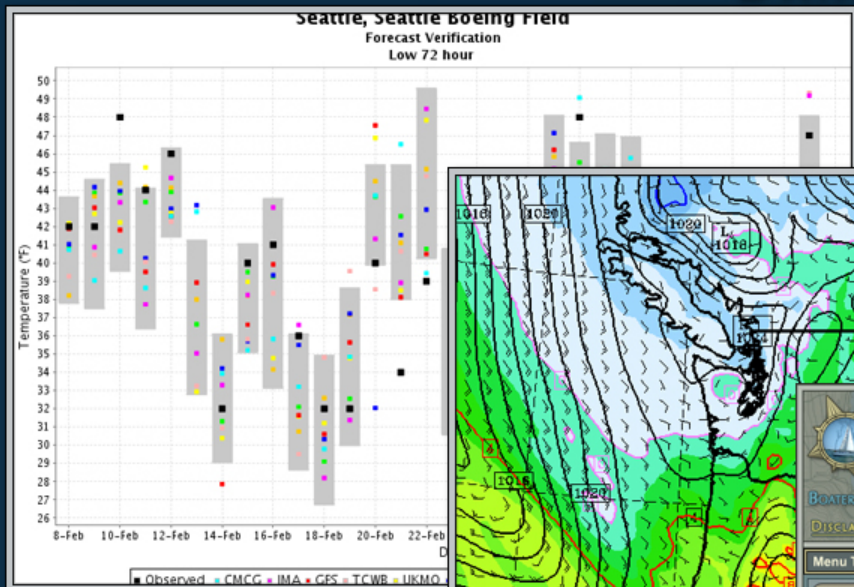 Seattle, Seattle Boeing Field
Forecast Verification
Low 72 hour
Temperature (°F)
50
49
48
47
46
45
44
43
42
41
40
39
38
37
36
35
34
33
32
31
30
29
28
27
26
8-Feb 10-Feb 12-Feb 14-Feb 16-Feb 18-Feb 20-Feb 22-Feb
D
Observed CMCG JMA GFS TCWB UKMO
1016 1020 1020
L
1018
1016 1020
BOATER
DISCLA
Menu T